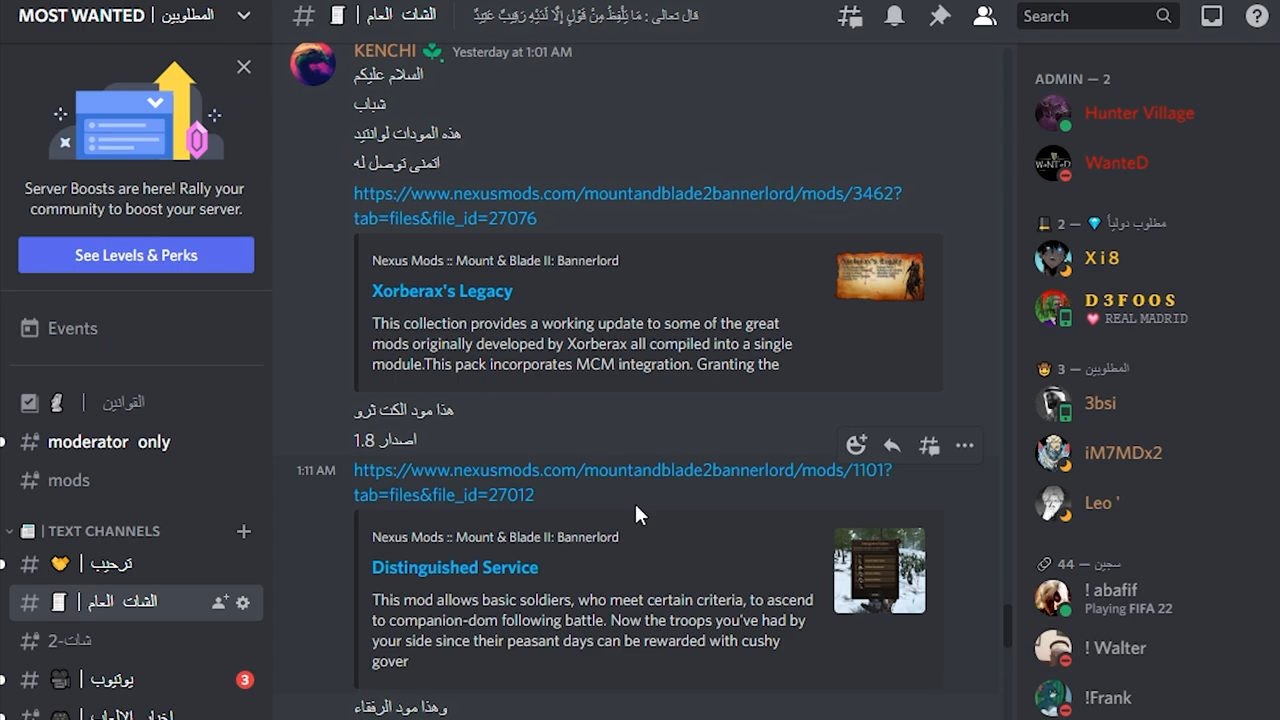 MOST WANTED | المطلوبين
الشات العام
قال تعالى : مَا يَلْفِظُ مِنْ قَوْلٍ إِلَّا لَدَيْهِ رَقِيبٌ عَتِيدٌ
Search
Server Boosts are here! Rally your
community to boost your server.
See Levels & Perks
Events
القوانين
moderator only
mods
TEXT CHANNELS
ترحيب
الشات العام
شات-2
يوتيوب
3
KENCHI Yesterday at 1:01 AM
السلام عليكم
شباب
هذه المودات لوانتيد
اتمنى توصل له
https://www.nexusmods.com/mountandblade2bannerlord/mods/3462?
tab=files&file_id=27076
Nexus Mods :: Mount & Blade II: Bannerlord
Xorberax's Legacy
This collection provides a working update to some of the great
mods originally developed by Xorberax all compiled into a single
module.This pack incorporates MCM integration. Granting the
هذا مود الكت ثرو
اصدار 1.8
1:11 AM
https://www.nexusmods.com/mountandblade2bannerlord/mods/1101?
tab=files&file_id=27012
Nexus Mods :: Mount & Blade II: Bannerlord
Distinguished Service
This mod allows basic soldiers, who meet certain criteria, to ascend
to companion-dom following battle. Now the troops you've had by
your side since their peasant days can be rewarded with cushy
gover
وهذا مود الرفقاء
ADMIN — 2
Hunter Village
WanteD
مطلوب دولياً — 2
X i 8
D 3 F O O S
REAL MADRID
المطلوبين — 3
3bsi
iM7MDx2
Leo '
سجين — 44
! abafif
Playing FIFA 22
! Walter
!Frank